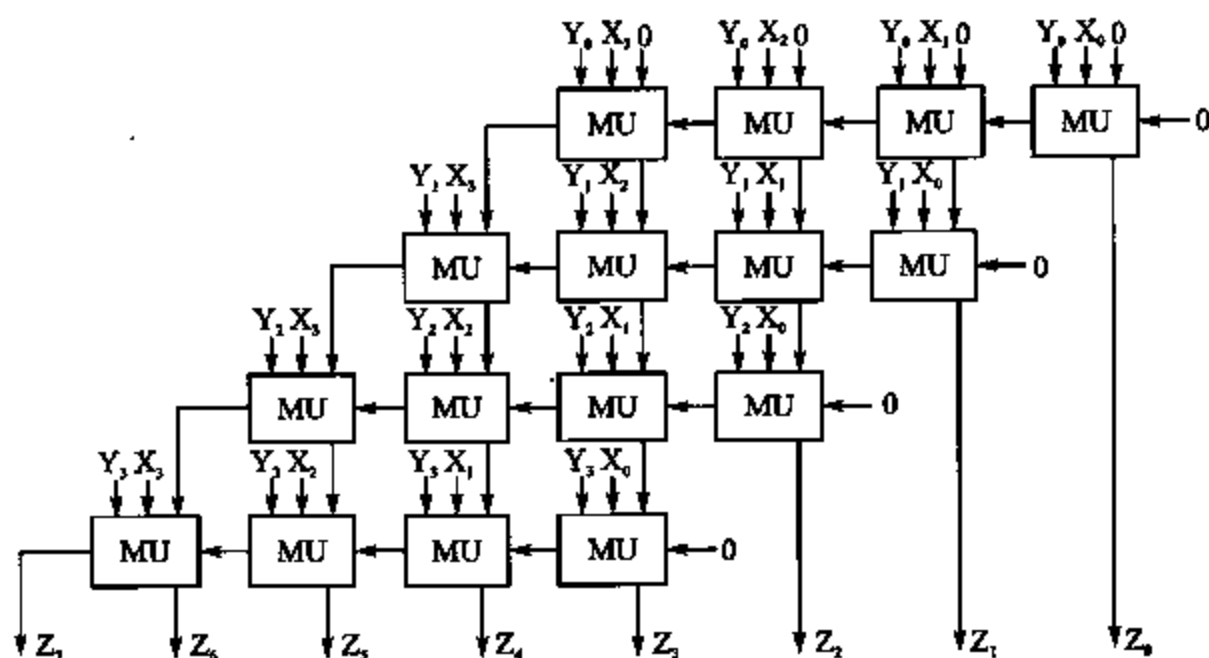 Y₀ X₃ 0 Y₀ X₂ 0 Y₀ X₁ 0 Y₀ X₀ 0
MU MU MU MU 0
Y₁ X₃ Y₁ X₂ Y₁ X₁ Y₁ X₀
MU MU MU MU 0
Y₂ X₃ Y₂ X₂ Y₂ X₁ Y₂ X₀
MU MU MU MU 0
Y₃ X₃ Y₃ X₂ Y₃ X₁ Y₃ X₀
MU MU MU MU 0
Z₇ Z₆ Z₅ Z₄ Z₃ Z₂ Z₁ Z₀